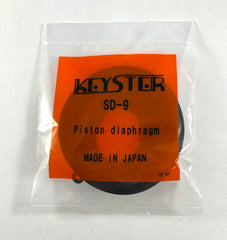 KEYSTER
SD-9
Piston diaphragm
MADE IN JAPAN